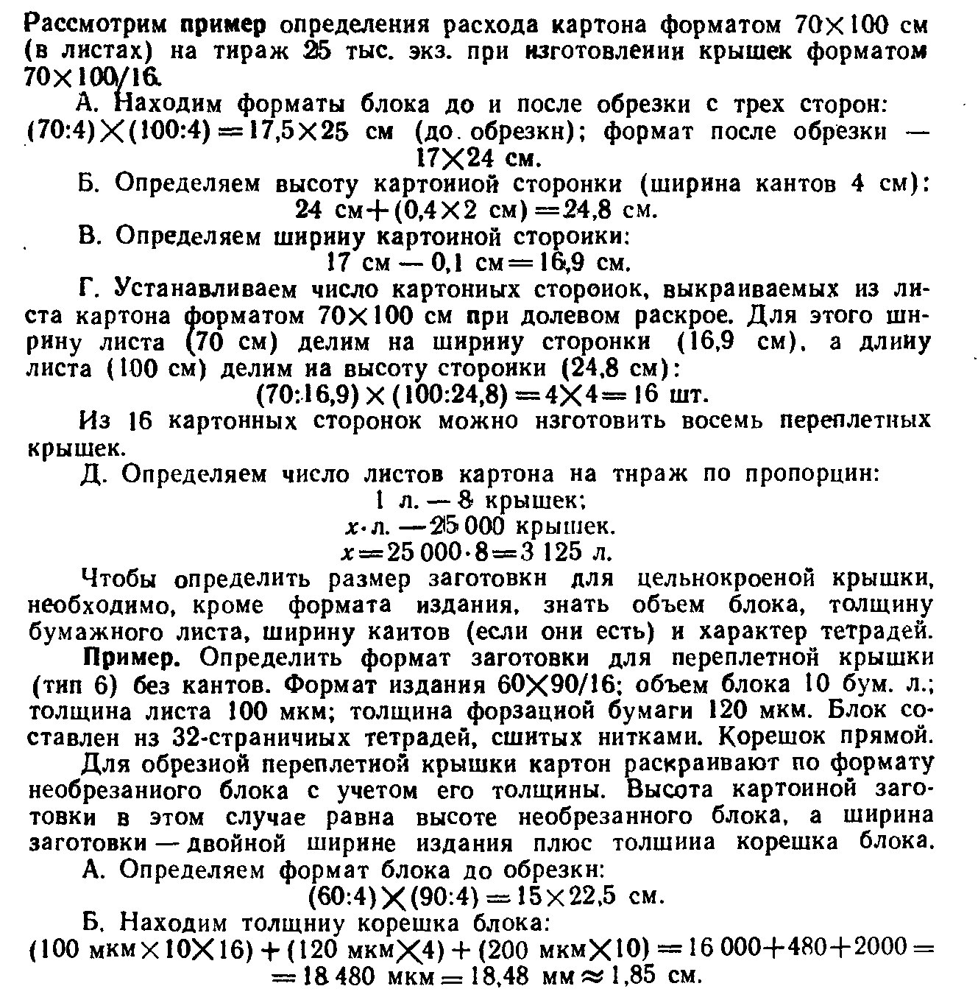 Рассмотрим пример определения расхода картона форматом 70×100 см
(в листах) на тираж 25 тыс. экз. при изготовлении крышек форматом
70×100/16.
А. Находим форматы блока до и после обрезки с трех сторон:
(70:4)×(100:4)=17,5×25 см (до обрезки); формат после обрезки —
17×24 см.
Б. Определяем высоту картонной сторонки (ширина кантов 4 см):
24 см+(0,4×2 см)=24,8 см.
В. Определяем ширину картонной сторонки:
17 см — 0,1 см=16,9 см.
Г. Устанавливаем число картонных сторонок, выкраиваемых из ли-
ста картона форматом 70×100 см при долевом раскрое. Для этого ши-
рину листа (70 см) делим на ширину сторонки (16,9 см), а длину
листа (100 см) делим на высоту сторонки (24,8 см):
(70:16,9)×(100:24,8)=4×4=16 шт.
Из 16 картонных сторонок можно изготовить восемь переплетных
крышек.
Д. Определяем число листов картона на тираж по пропорции:
1 л. — 8 крышек;
x·л. —25 000 крышек.
x=25 000·8=3 125 л.
Чтобы определить размер заготовки для цельнокроеной крышки,
необходимо, кроме формата издания, знать объем блока, толщину
бумажного листа, ширину кантов (если они есть) и характер тетрадей.
Пример. Определить формат заготовки для переплетной крышки
(тип 6) без кантов. Формат издания 60×90/16; объем блока 10 бум. л.;
толщина листа 100 мкм; толщина форзацной бумаги 120 мкм. Блок со-
ставлен из 32-страничных тетрадей, сшитых нитками. Корешок прямой.
Для обрезной переплетной крышки картон раскраивают по формату
необрезанного блока с учетом его толщины. Высота картонной заго-
товки в этом случае равна высоте необрезанного блока, а ширина
заготовки — двойной ширине издания плюс толщина корешка блока.
А. Определяем формат блока до обрезки:
(60:4)×(90:4)=15×22,5 см.
Б. Находим толщину корешка блока:
(100 мкм×10×16)+(120 мкм×4)+(200 мкм×10)=16 000+480+2000=
=18 480 мкм=18,48 мм≈1,85 см.